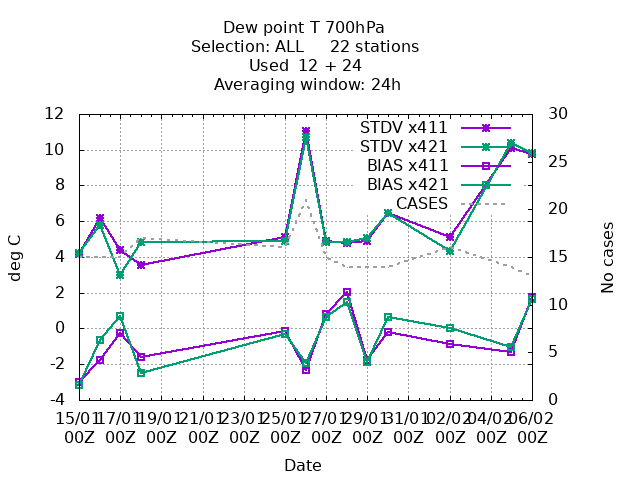 Dew point T 700hPa
Selection: ALL 22 stations
Used 12 + 24
Averaging window: 24h
STDV x411
STDV x421
BIAS x411
BIAS x421
CASES
12
10
8
6
4
2
0
-2
-4
deg C
30
25
20
15
10
5
0
No cases
15/01 17/01 19/01 21/01 23/01 25/01 27/01 29/01 31/01 02/02 04/02 06/02
00Z 00Z 00Z 00Z 00Z 00Z 00Z 00Z 00Z 00Z 00Z 00Z
Date